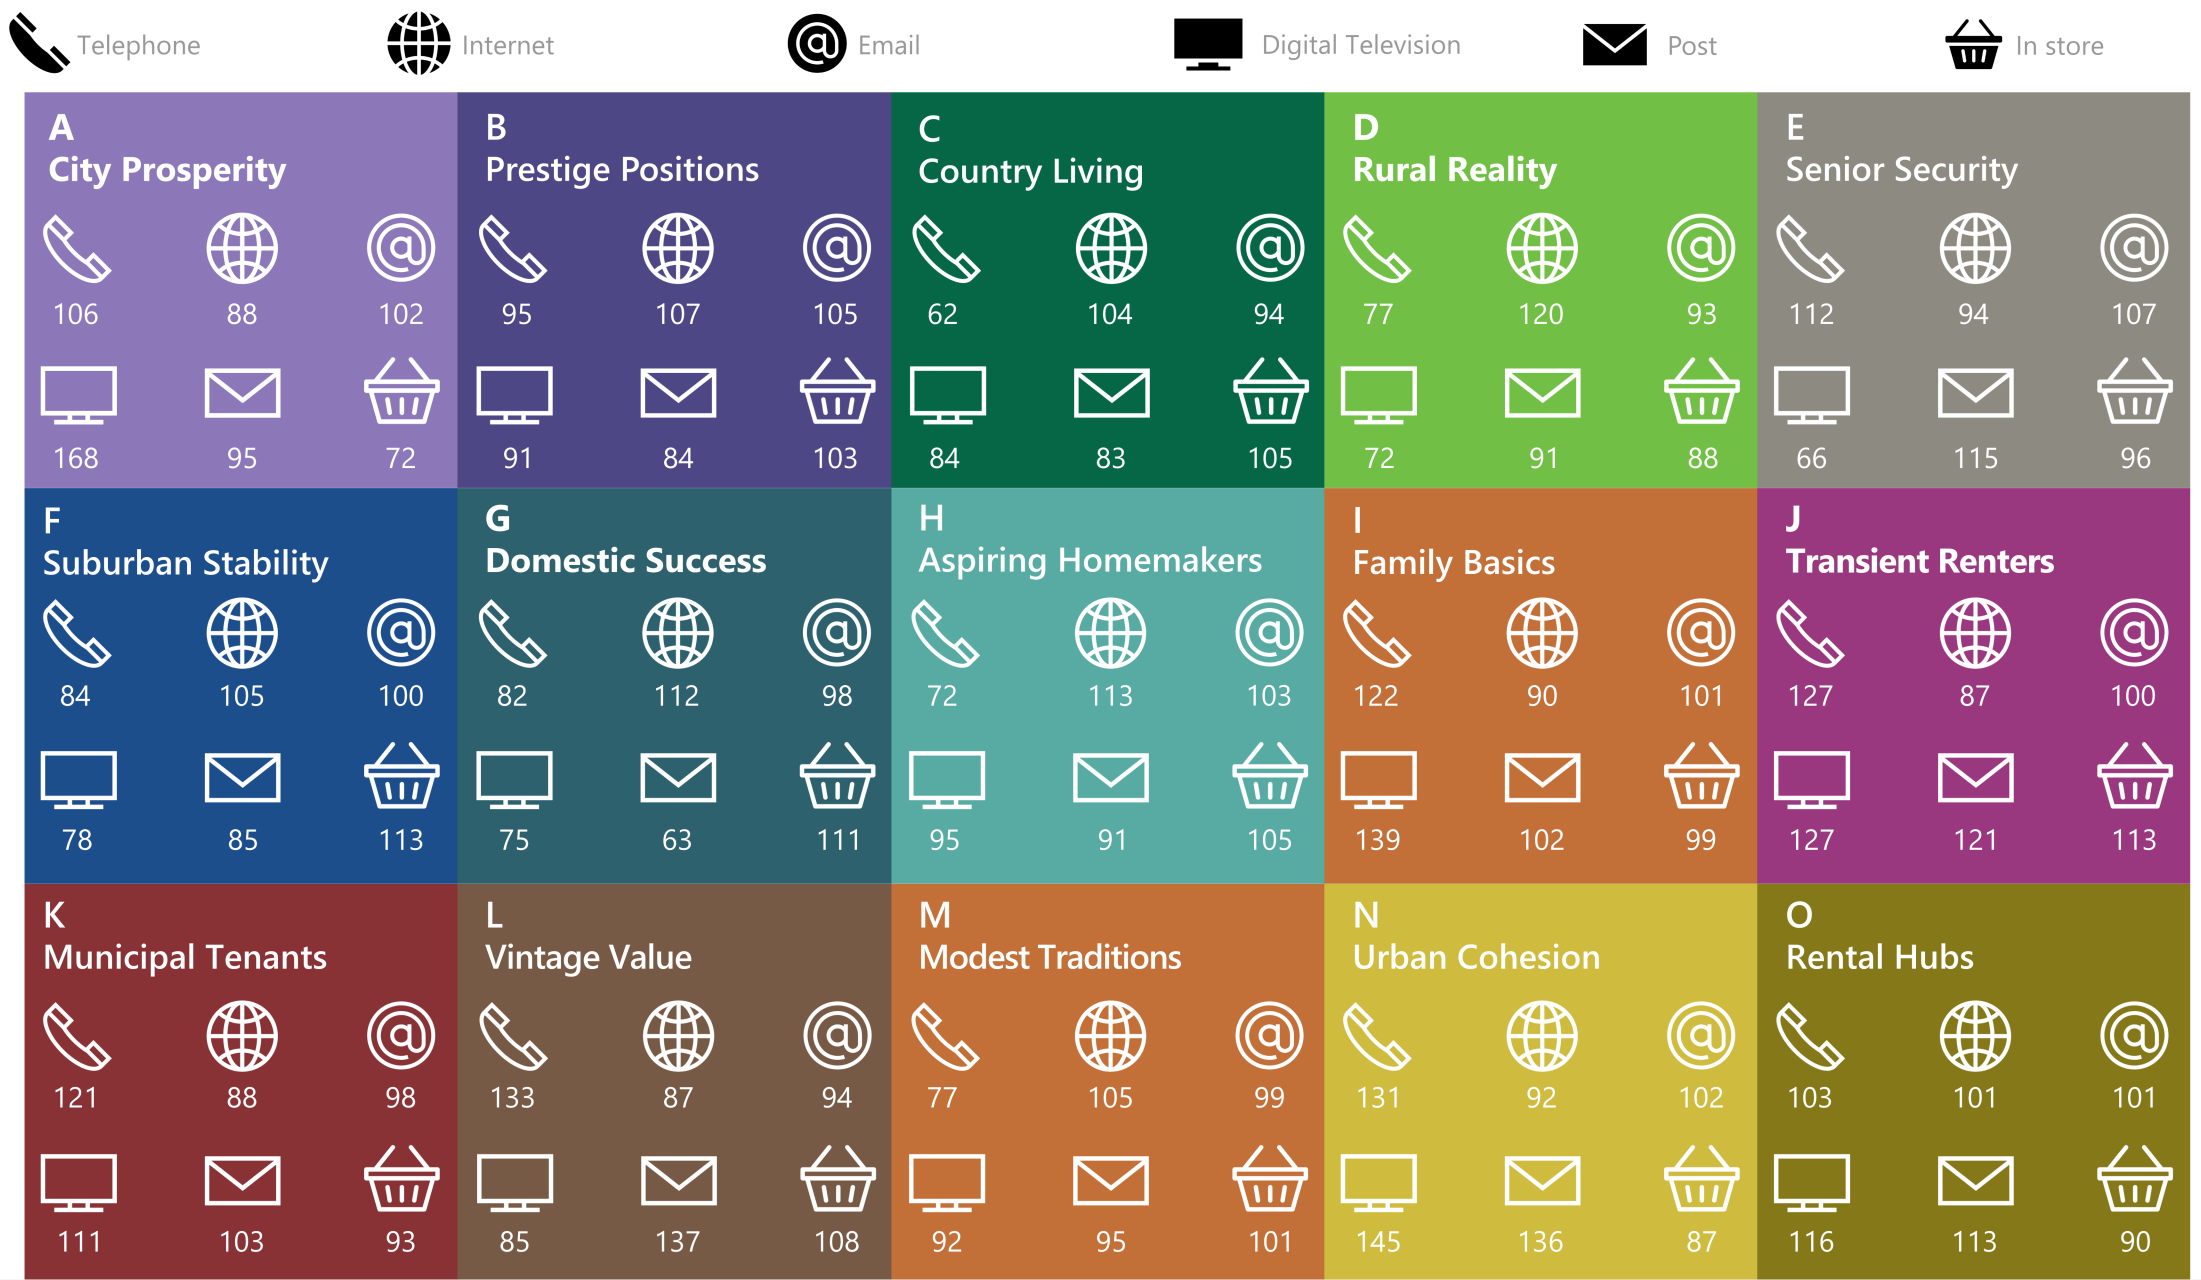 Telephone Internet Email Digital Television Post In store
A
City Prosperity
106 88 102
168 95 72
B
Prestige Positions
95 107 105
91 84 103
C
Country Living
62 104 94
84 83 105
D
Rural Reality
77 120 93
72 91 88
E
Senior Security
112 94 107
66 115 96
F
Suburban Stability
84 105 100
78 85 113
G
Domestic Success
82 112 98
75 63 111
H
Aspiring Homemakers
72 113 103
95 91 105
I
Family Basics
122 90 101
139 102 99
J
Transient Renters
127 87 100
127 121 113
K
Municipal Tenants
121 88 98
111 103 93
L
Vintage Value
133 87 94
85 137 108
M
Modest Traditions
77 105 99
92 95 101
N
Urban Cohesion
131 92 102
145 136 87
O
Rental Hubs
103 101 101
116 113 90